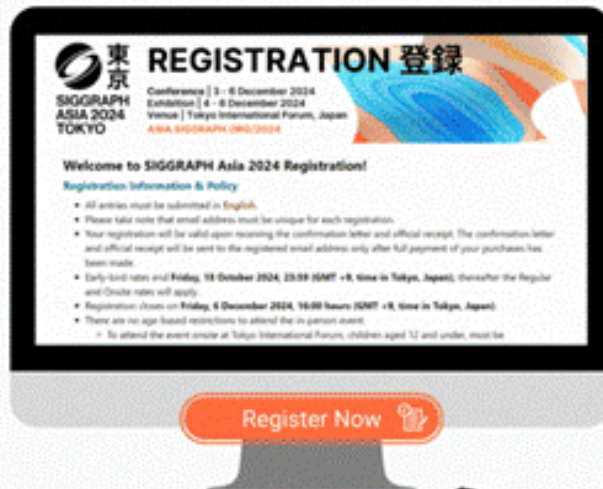 東京
SIGGRAPH
ASIA 2024
TOKYO
REGISTRATION 登録
Conference | 3 - 6 December 2024
Exhibition | 4 - 6 December 2024
Venue | Tokyo International Forum, Japan
ASIA.SIGGRAPH.ORG/2024
Welcome to SIGGRAPH Asia 2024 Registration!
Registration Information & Policy
All entries must be submitted in English.
Please take note that email address must be unique for each registration.
Your registration will be valid upon receiving the confirmation letter and official receipt. The confirmation letter
and official receipt will be sent to the registered email address only after full payment of your purchases has
been made.
Early-bird rates end Friday, 18 October 2024, 23:59 (GMT +9, time in Tokyo, Japan), thereafter the Regular
and Onsite rates will apply.
Registration closes on Friday, 6 December 2024, 16:00 hours (GMT +9, time in Tokyo, Japan)
There are no age based restrictions to attend the in-person event.
To attend the event onsite at Tokyo International Forum, children aged 12 and under, must be
Register Now